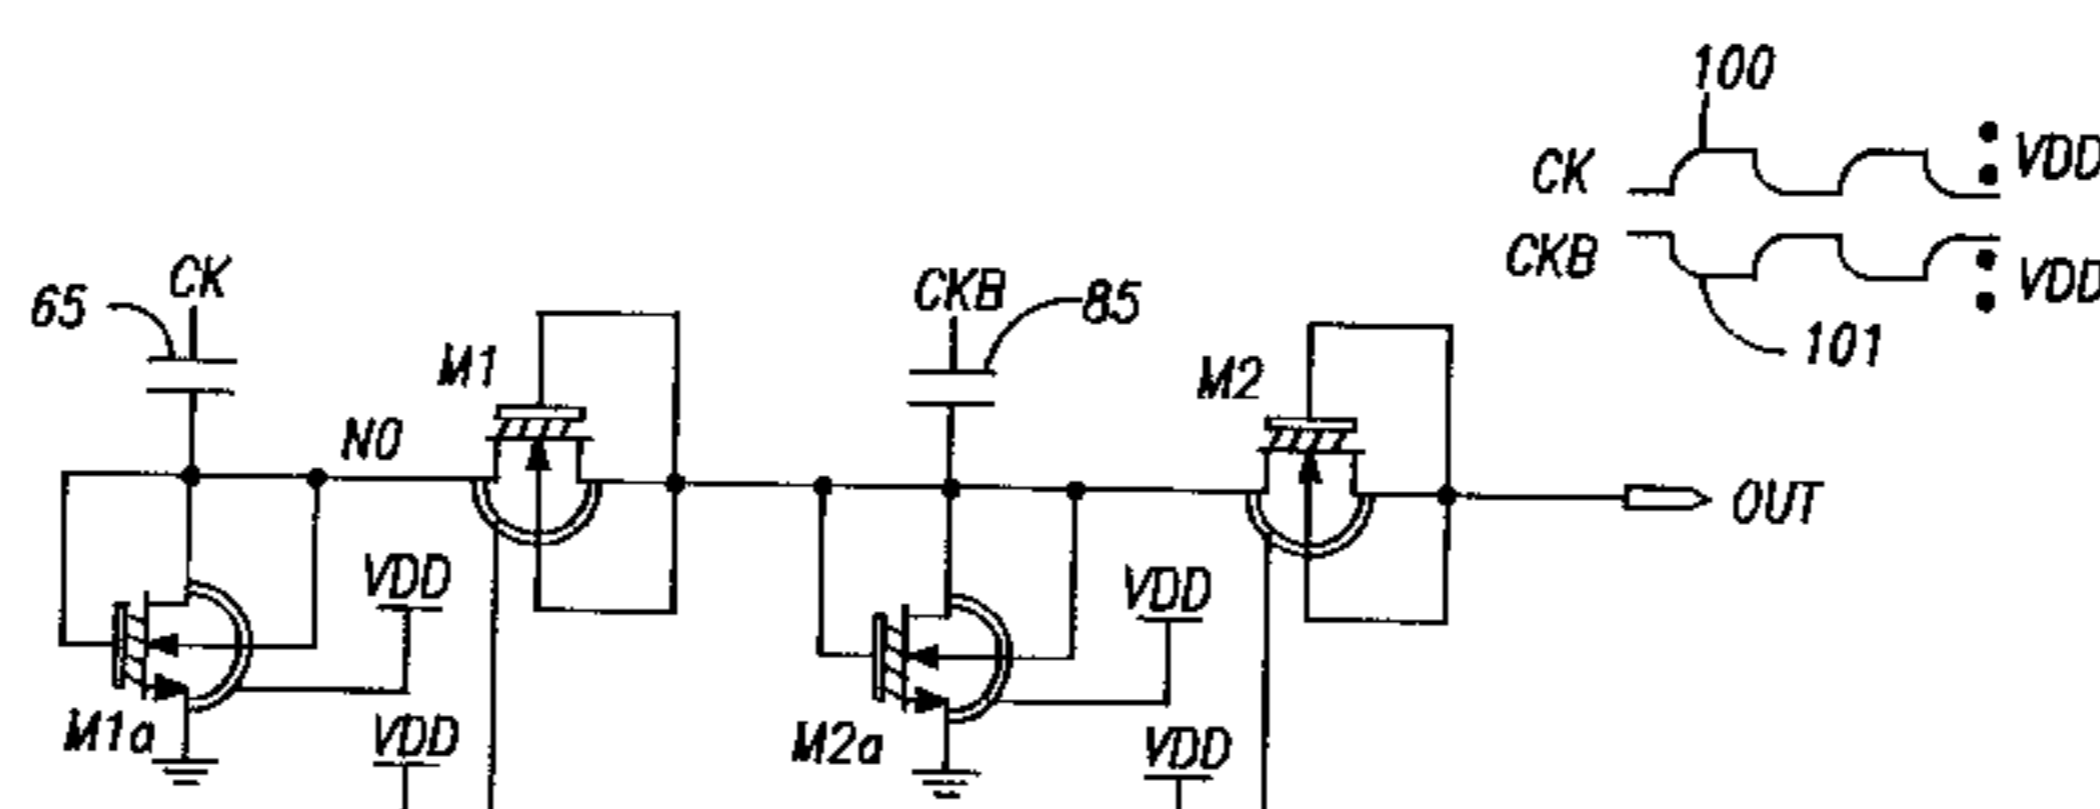 100
CK VDD
CKB VDD
101
65 CK
M1
CKB 85
M2
N0
OUT
VDD
VDD
M1a
VDD
M2a
VDD